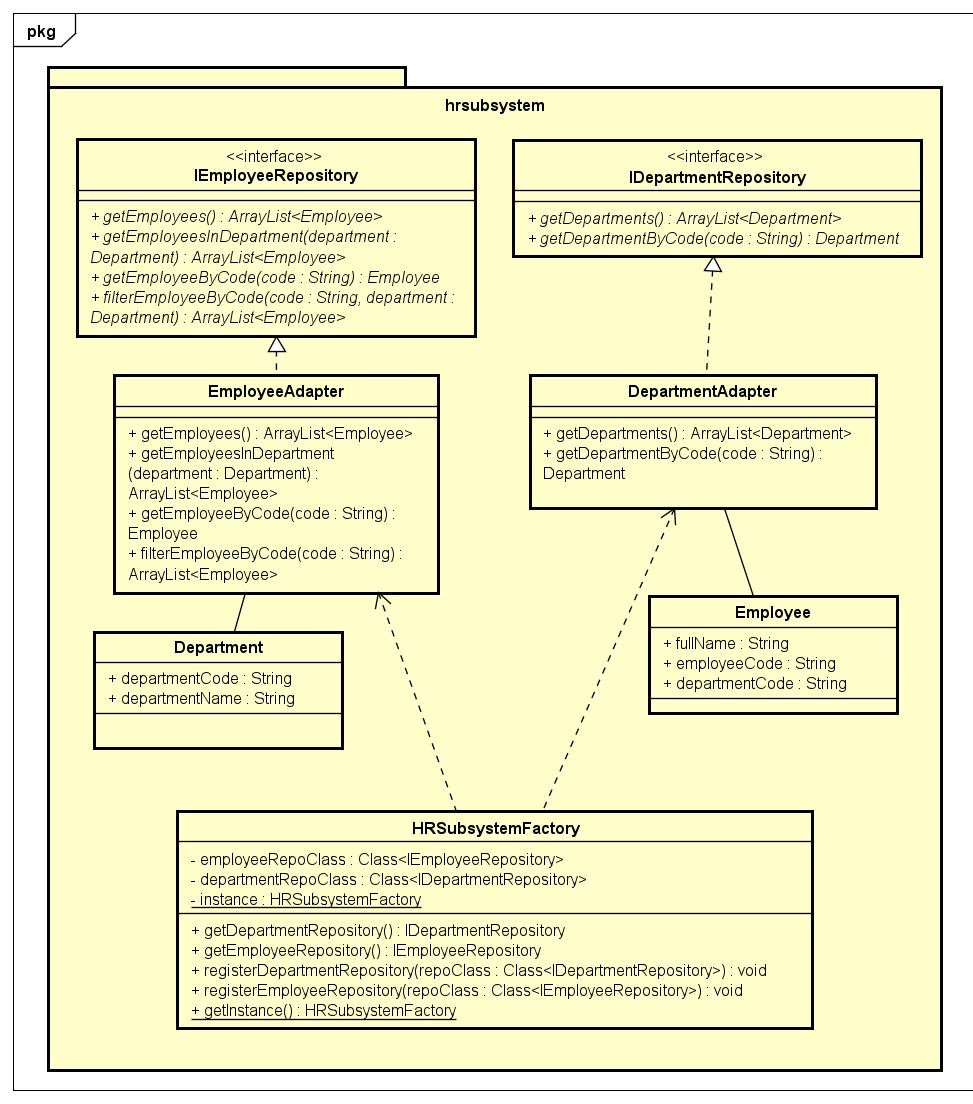 pkg
hrsubsystem
<<interface>>
IEmployeeRepository
+ getEmployees() : ArrayList<Employee>
+ getEmployeesInDepartment(department :
Department) : ArrayList<Employee>
+ getEmployeeByCode(code : String) : Employee
+ filterEmployeeByCode(code : String, department :
Department) : ArrayList<Employee>
<<interface>>
IDepartmentRepository
+ getDepartments() : ArrayList<Department>
+ getDepartmentByCode(code : String) : Department
EmployeeAdapter
+ getEmployees() : ArrayList<Employee>
+ getEmployeesInDepartment
(department : Department) :
ArrayList<Employee>
+ getEmployeeByCode(code : String) :
Employee
+ filterEmployeeByCode(code : String) :
ArrayList<Employee>
DepartmentAdapter
+ getDepartments() : ArrayList<Department>
+ getDepartmentByCode(code : String) :
Department
Department
+ departmentCode : String
+ departmentName : String
Employee
+ fullName : String
+ employeeCode : String
+ departmentCode : String
HRSubsystemFactory
- employeeRepoClass : Class<IEmployeeRepository>
- departmentRepoClass : Class<IDepartmentRepository>
- instance : HRSubsystemFactory
+ getDepartmentRepository() : IDepartmentRepository
+ getEmployeeRepository() : IEmployeeRepository
+ registerDepartmentRepository(repoClass : Class<IDepartmentRepository>) : void
+ registerEmployeeRepository(repoClass : Class<IEmployeeRepository>) : void
+ getInstance() : HRSubsystemFactory